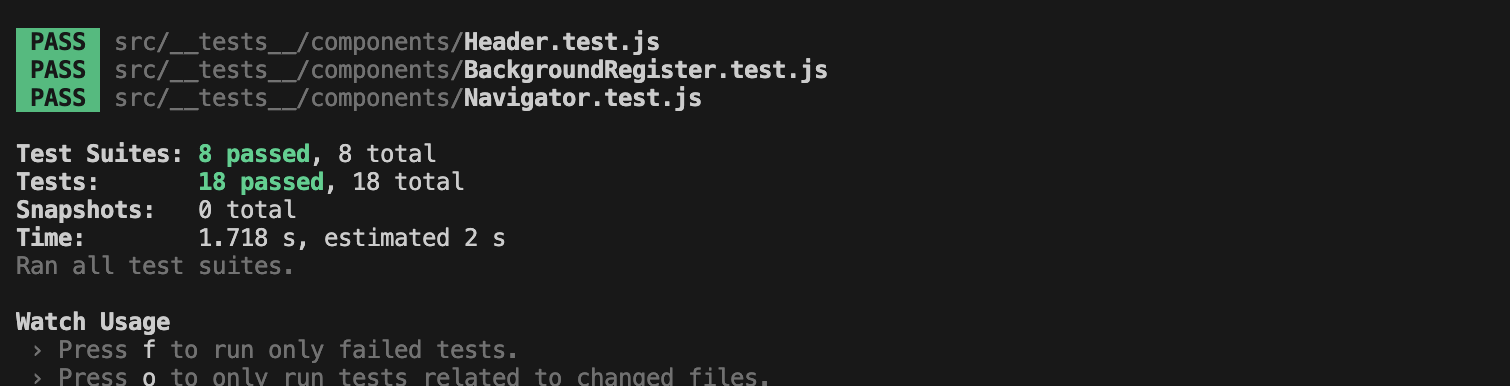 PASS src/__tests__/components/Header.test.js
PASS src/__tests__/components/BackgroundRegister.test.js
PASS src/__tests__/components/Navigator.test.js
Test Suites: 8 passed, 8 total
Tests: 18 passed, 18 total
Snapshots: 0 total
Time: 1.718 s, estimated 2 s
Ran all test suites.
Watch Usage
› Press f to run only failed tests.
› Press o to only run tests related to changed files.